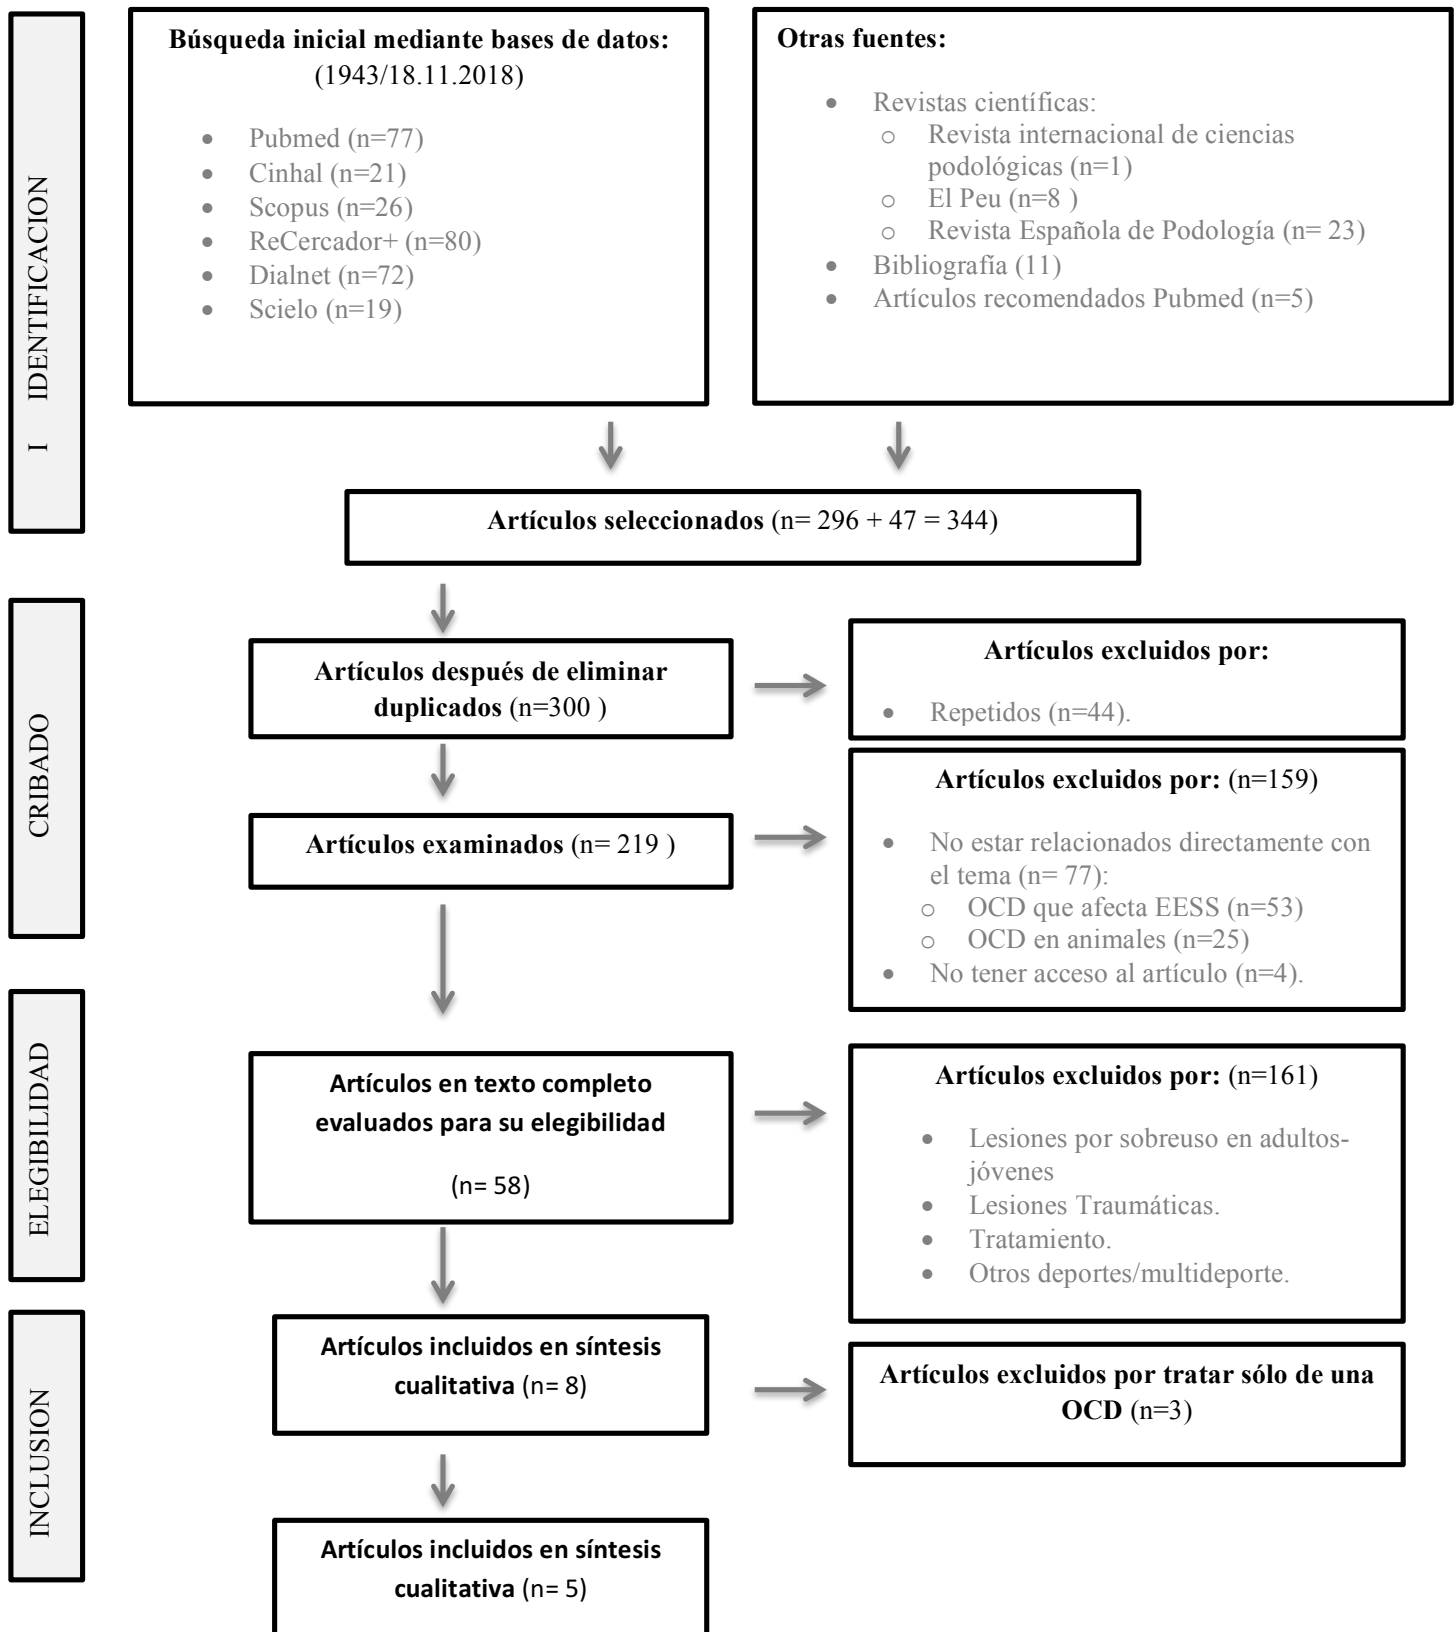 I IDENTIFICACION
Búsqueda inicial mediante bases de datos:
(1943/18.11.2018)
• Pubmed (n=77)
• Cinhal (n=21)
• Scopus (n=26)
• ReCercador+ (n=80)
• Dialnet (n=72)
• Scielo (n=19)
Otras fuentes:
• Revistas científicas:
o Revista internacional de ciencias
podológicas (n=1)
o El Peu (n=8 )
o Revista Española de Podología (n= 23)
• Bibliografía (11)
• Artículos recomendados Pubmed (n=5)
Artículos seleccionados (n= 296 + 47 = 344)
CRIBADO
Artículos después de eliminar
duplicados (n=300 )
Artículos excluidos por:
• Repetidos (n=44).
Artículos examinados (n= 219 )
Artículos excluidos por: (n=159)
• No estar relacionados directamente con
el tema (n= 77):
o OCD que afecta EESS (n=53)
o OCD en animales (n=25)
• No tener acceso al artículo (n=4).
ELEGIBILIDAD
Artículos en texto completo
evaluados para su elegibilidad
(n= 58)
Artículos excluidos por: (n=161)
• Lesiones por sobreuso en adultos-
jóvenes
• Lesiones Traumáticas.
• Tratamiento.
• Otros deportes/multideporte.
INCLUSION
Artículos incluidos en síntesis
cualitativa (n= 8)
Artículos excluidos por tratar sólo de una
OCD (n=3)
Artículos incluidos en síntesis
cualitativa (n= 5)